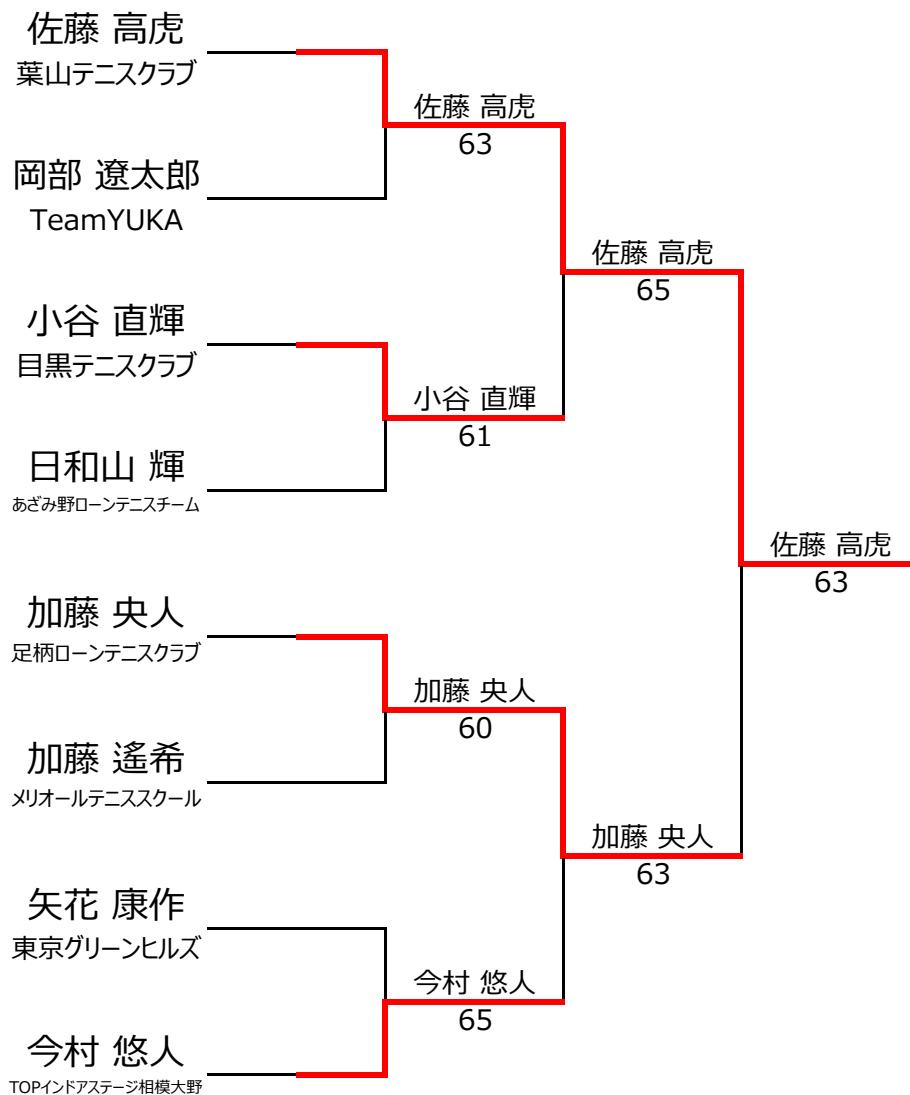 佐藤 高虎
葉山テニスクラブ
佐藤 高虎
63
岡部 遼太郎
TeamYUKA
佐藤 高虎
65
小谷 直輝
目黒テニスクラブ
小谷 直輝
61
日和山 輝
あざみ野ローンテニスチーム
佐藤 高虎
63
加藤 央人
足柄ローンテニスクラブ
加藤 央人
60
加藤 遙希
メリオールテニススクール
加藤 央人
63
矢花 康作
東京グリーンヒルズ
今村 悠人
65
今村 悠人
TOPインドアステージ相模大野